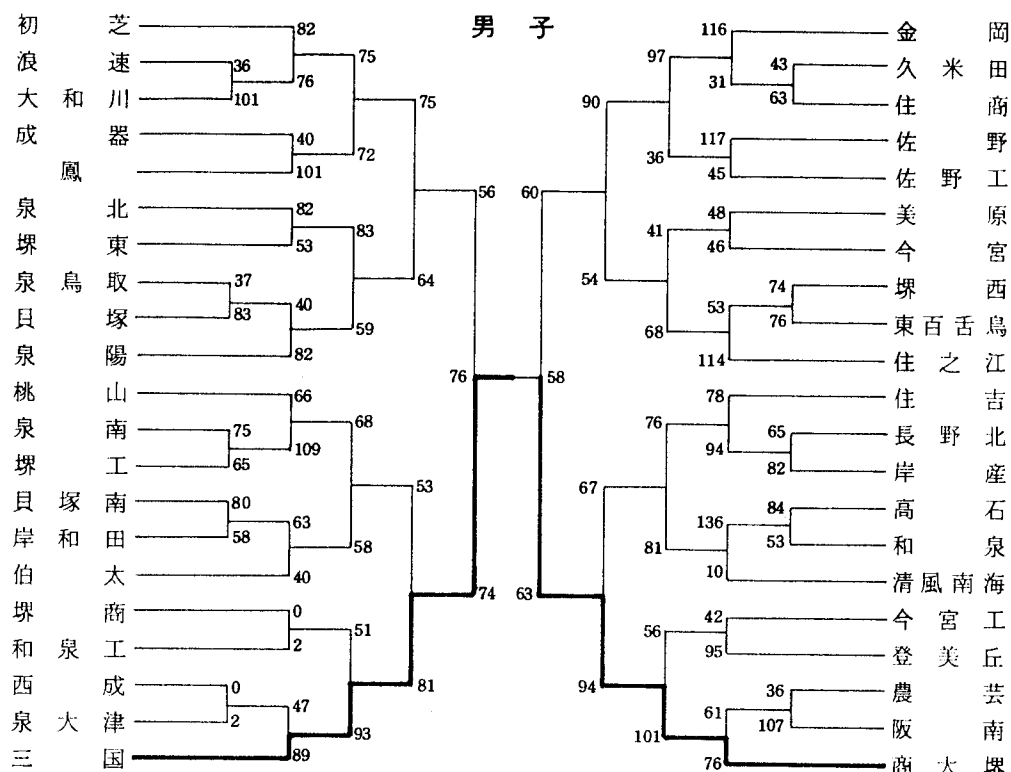 男子
初芝 82
75
浪速 36
76
大和川 101
75
成器 40
72
鳳 101
56
泉北 82
83
堺東 53
64
泉鳥取 37
40
貝塚 83
59
泉陽 82
76
桃山 66
68
泉南 75
109
堺工 65
53
貝塚南 80
63
岸和田 58
58
伯太 40
74
堺商 0
51
和泉工 2
81
西成 0
47
泉大津 2
93
三国 89
116 金岡
97
43 久米田
31
63 住商
90
117 佐野
36
45 佐野工
60
48 美原
41
46 今宮
54
74 堺西
53
76 東百舌鳥
68
114 住之江
58
78 住吉
76
65 長野北
94
82 岸産
67
84 高石
136
53 和泉
81
10 清風南海
63
42 今宮工
56
95 登美丘
94
36 農芸
61
107 阪南
101
76 商大堺